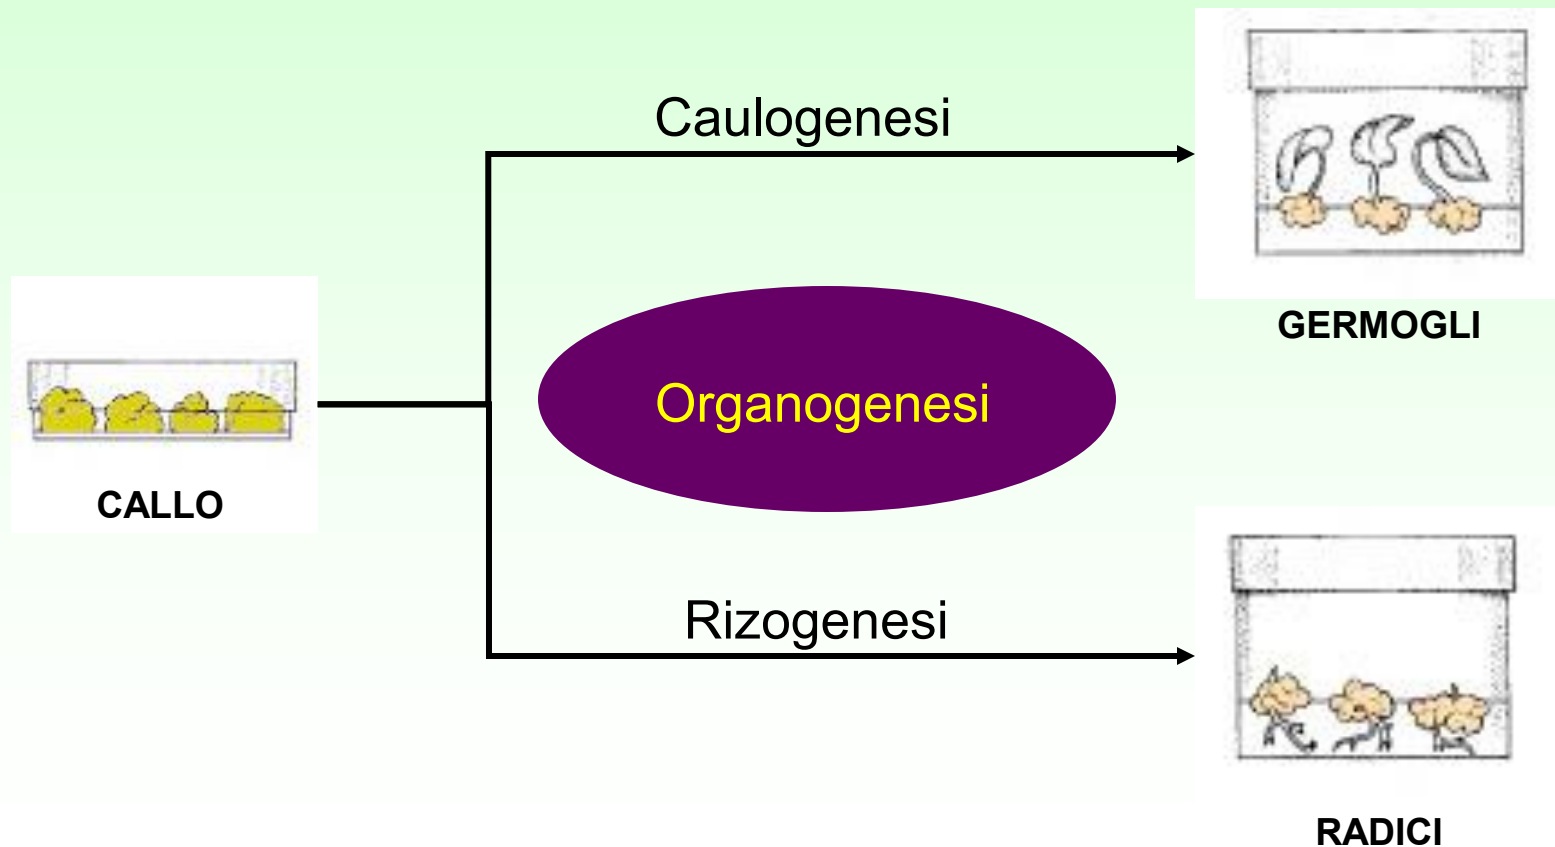 Caulogenesi
GERMOGLI
Organogenesi
CALLO
Rizogenesi
RADICI